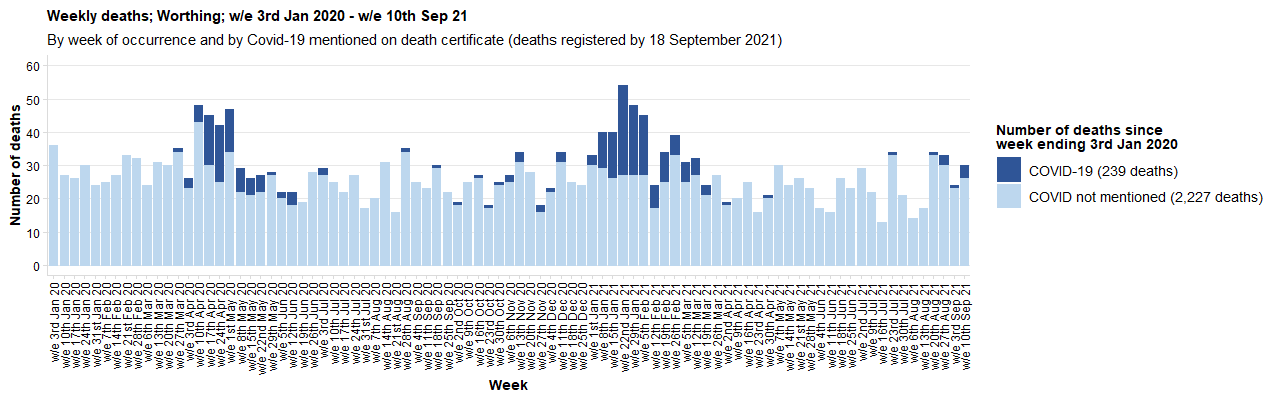 Weekly deaths; Worthing; w/e 3rd Jan 2020 - w/e 10th Sep 21
By week of occurrence and by Covid-19 mentioned on death certificate (deaths registered by 18 September 2021)
Number of deaths
60
50
40
30
20
10
0
w/e 3rd Jan 20
w/e 10th Jan 20
w/e 17th Jan 20
w/e 24th Jan 20
w/e 31st Jan 20
w/e 7th Feb 20
w/e 14th Feb 20
w/e 21st Feb 20
w/e 28th Feb 20
w/e 6th Mar 20
w/e 13th Mar 20
w/e 20th Mar 20
w/e 27th Mar 20
w/e 3rd Apr 20
w/e 10th Apr 20
w/e 17th Apr 20
w/e 24th Apr 20
w/e 1st May 20
w/e 8th May 20
w/e 15th May 20
w/e 22nd May 20
w/e 29th May 20
w/e 5th Jun 20
w/e 12th Jun 20
w/e 19th Jun 20
w/e 26th Jun 20
w/e 3rd Jul 20
w/e 10th Jul 20
w/e 17th Jul 20
w/e 24th Jul 20
w/e 31st Jul 20
w/e 7th Aug 20
w/e 14th Aug 20
w/e 21st Aug 20
w/e 28th Aug 20
w/e 4th Sep 20
w/e 11th Sep 20
w/e 18th Sep 20
w/e 25th Sep 20
w/e 2nd Oct 20
w/e 9th Oct 20
w/e 16th Oct 20
w/e 23rd Oct 20
w/e 30th Oct 20
w/e 6th Nov 20
w/e 13th Nov 20
w/e 20th Nov 20
w/e 27th Nov 20
w/e 4th Dec 20
w/e 11th Dec 20
w/e 18th Dec 20
w/e 25th Dec 20
w/e 1st Jan 21
w/e 8th Jan 21
w/e 15th Jan 21
w/e 22nd Jan 21
w/e 29th Jan 21
w/e 5th Feb 21
w/e 12th Feb 21
w/e 19th Feb 21
w/e 26th Feb 21
w/e 5th Mar 21
w/e 12th Mar 21
w/e 19th Mar 21
w/e 26th Mar 21
w/e 2nd Apr 21
w/e 9th Apr 21
w/e 16th Apr 21
w/e 23rd Apr 21
w/e 30th Apr 21
w/e 7th May 21
w/e 14th May 21
w/e 21st May 21
w/e 28th May 21
w/e 4th Jun 21
w/e 11th Jun 21
w/e 18th Jun 21
w/e 25th Jun 21
w/e 2nd Jul 21
w/e 9th Jul 21
w/e 16th Jul 21
w/e 23rd Jul 21
w/e 30th Jul 21
w/e 6th Aug 21
w/e 13th Aug 21
w/e 20th Aug 21
w/e 27th Aug 21
w/e 3rd Sep 21
w/e 10th Sep 21
Week
Number of deaths since
week ending 3rd Jan 2020
COVID-19 (239 deaths)
COVID not mentioned (2,227 deaths)